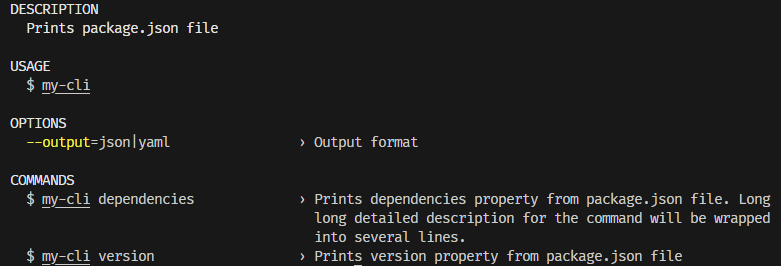 DESCRIPTION
Prints package.json file
USAGE
$ my-cli
OPTIONS
--output=json|yaml › Output format
COMMANDS
$ my-cli dependencies › Prints dependencies property from package.json file. Long
long detailed description for the command will be wrapped
into several lines.
$ my-cli version › Prints version property from package.json file